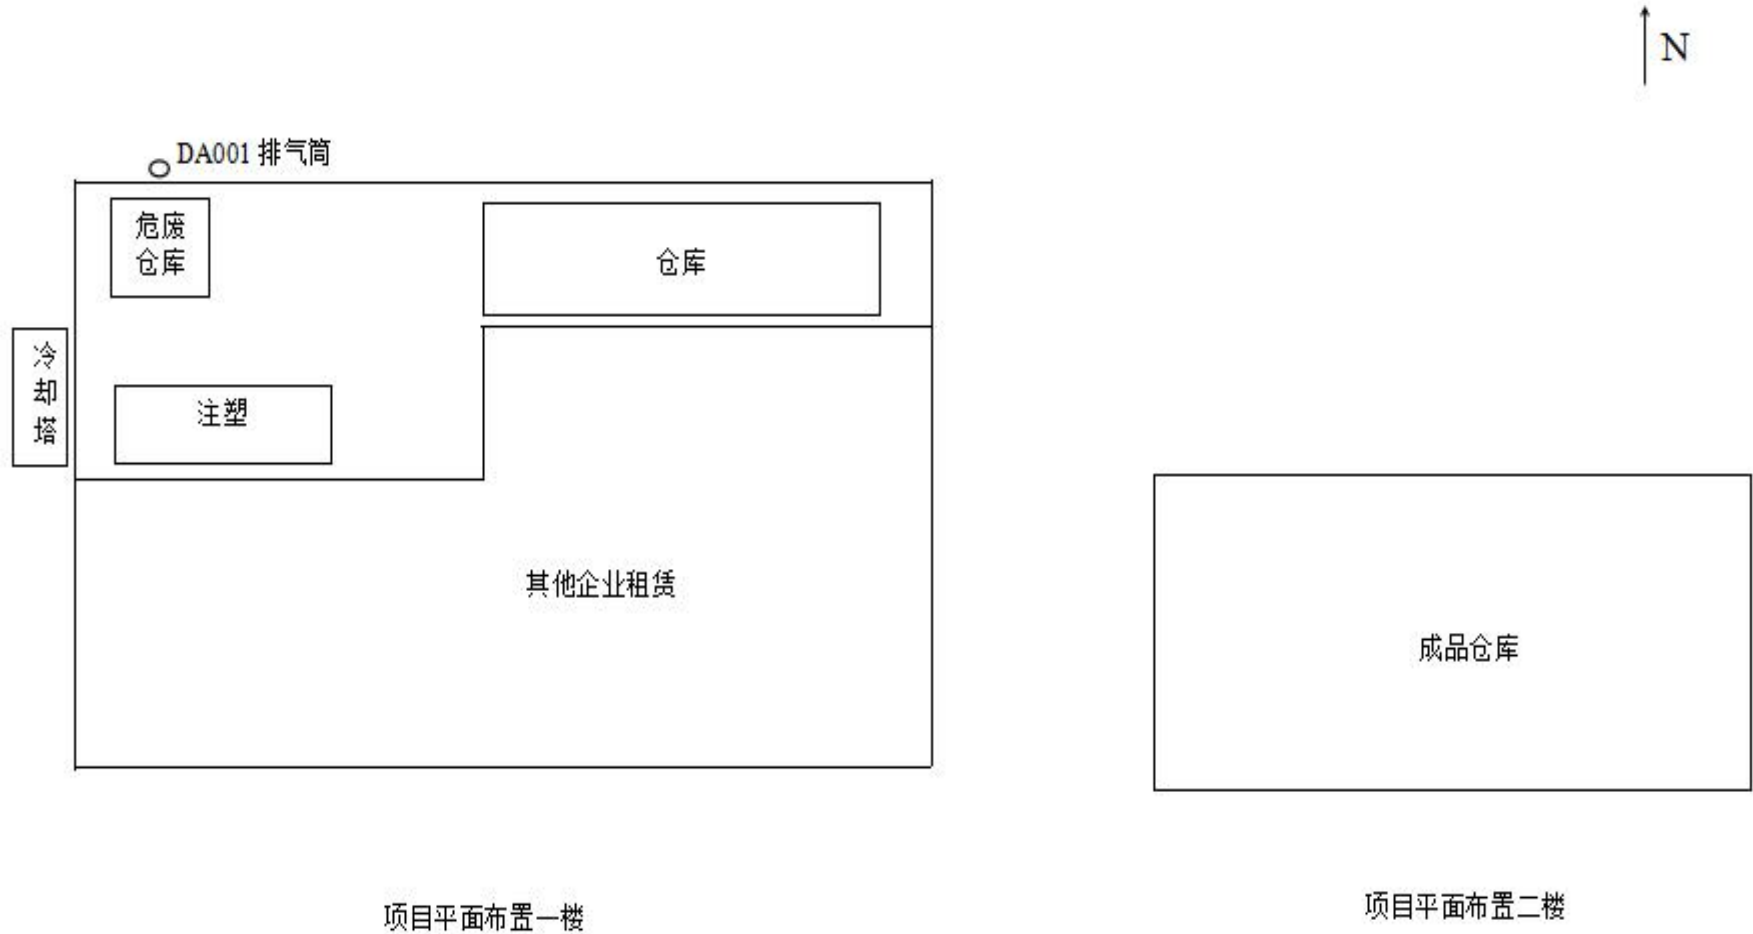 N
DA001 排气筒
危废
仓库
仓库
冷
却
塔
注塑
其他企业租赁
成品仓库
项目平面布置一楼
项目平面布置二楼